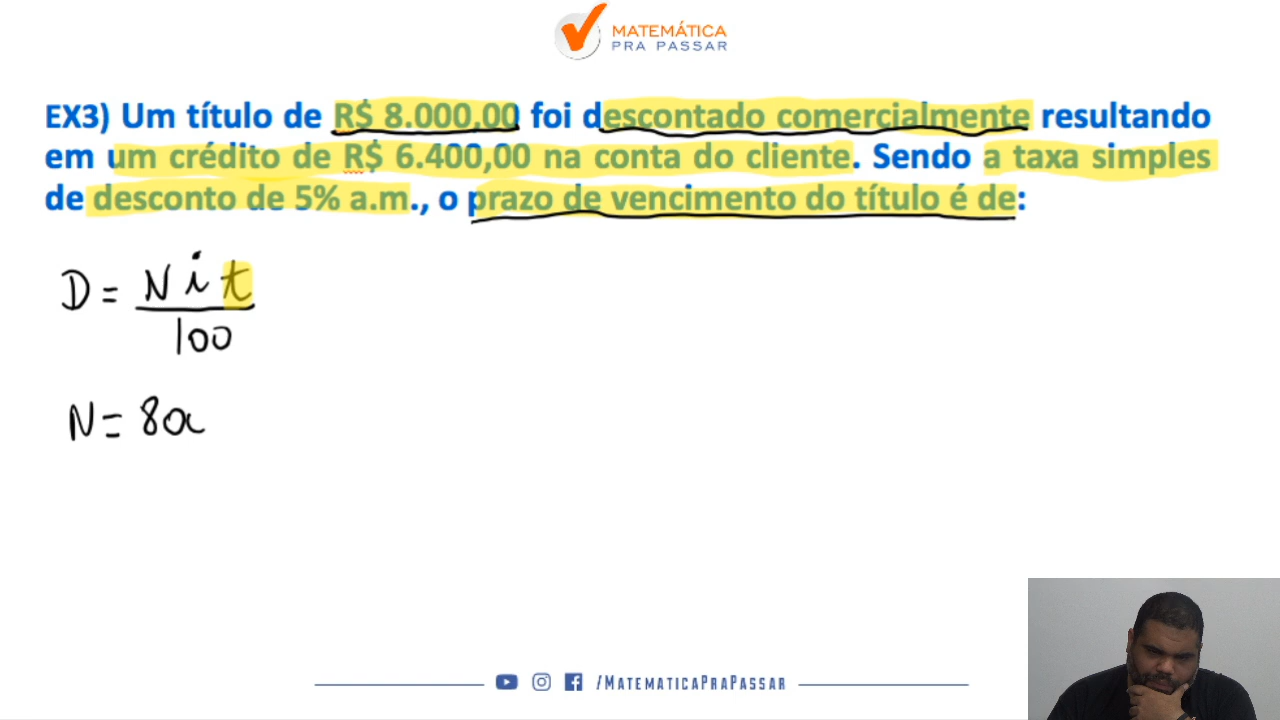 MATEMÁTICA
PRA PASSAR
EX3) Um título de R$ 8.000,00 foi descontado comercialmente resultando
em um crédito de R$ 6.400,00 na conta do cliente. Sendo a taxa simples
de desconto de 5% a.m., o prazo de vencimento do título é de:
D = N i t
100
N = 80
/MATEMATICAPRAPASSAR